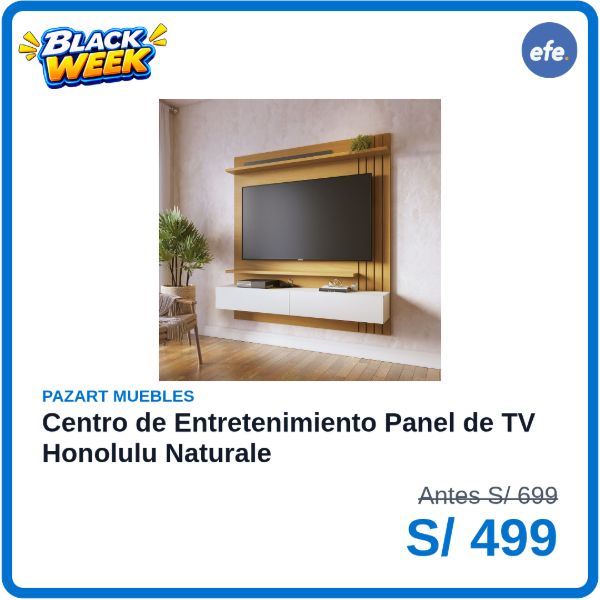 BLACK
WEEK
efe.
PAZART MUEBLES
Centro de Entretenimiento Panel de TV
Honolulu Naturale
Antes S/ 699
S/ 499